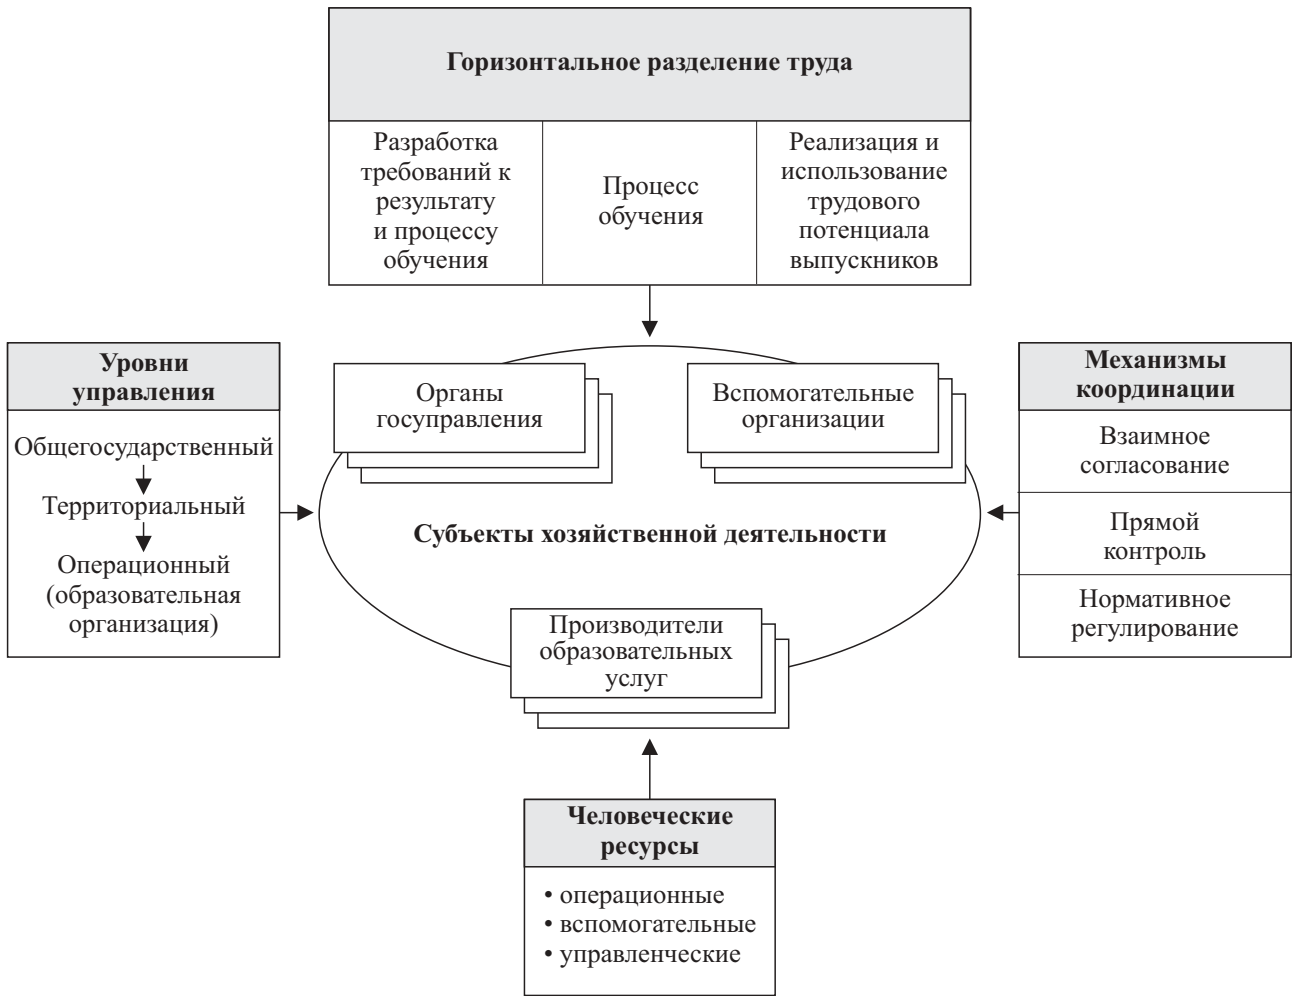 Горизонтальное разделение труда
Разработка
требований к
результату
и процессу
обучения
Процесс
обучения
Реализация и
использование
трудового
потенциала
выпускников
Уровни
управления
Общегосударственный
Территориальный
Операционный
(образовательная
организация)
Органы
госуправления
Вспомогательные
организации
Субъекты хозяйственной деятельности
Производители
образовательных
услуг
Механизмы
координации
Взаимное
согласование
Прямой
контроль
Нормативное
регулирование
Человеческие
ресурсы
• операционные
• вспомогательные
• управленческие